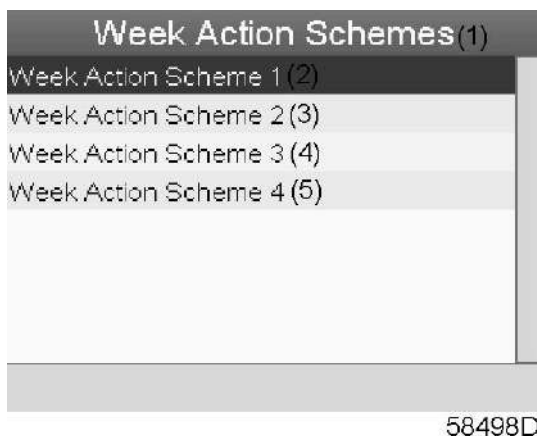 Week Action Schemes(1)
Week Action Scheme 1(2)
Week Action Scheme 2(3)
Week Action Scheme 3(4)
Week Action Scheme 4(5)
58498D